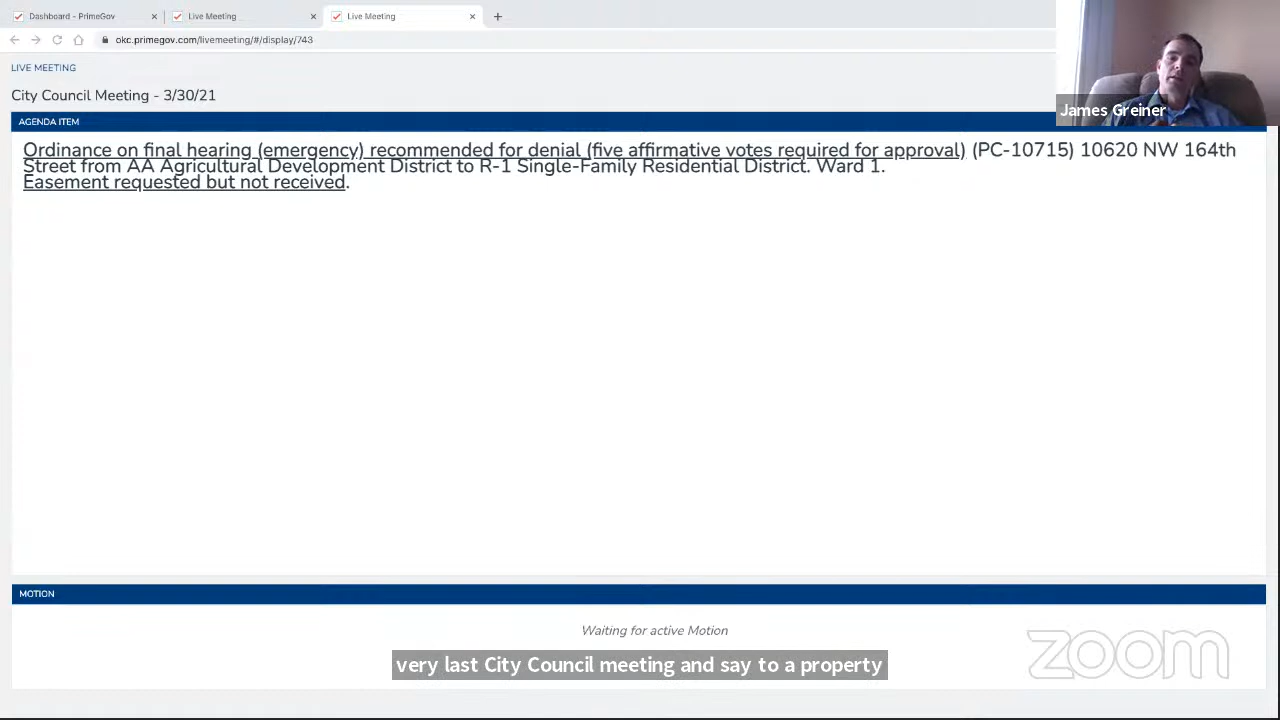 Dashboard - PrimeGov
Live Meeting
Live Meeting
okc.primegov.com/livemeeting/#/display/743
James Greiner
LIVE MEETING
City Council Meeting - 3/30/21
AGENDA ITEM
Ordinance on final hearing (emergency) recommended for denial (five affirmative votes required for approval) (PC-10715) 10620 NW 164th
Street from AA Agricultural Development District to R-1 Single-Family Residential District. Ward 1.
Easement requested but not received.
MOTION
Waiting for active Motion
zoom
very last City Council meeting and say to a property